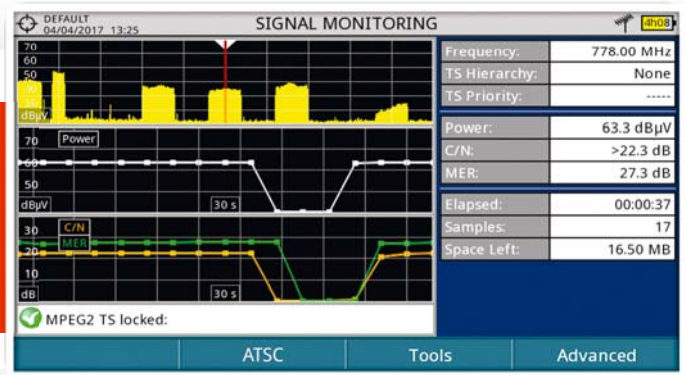 DEFAULT
04/04/2017 13:25
SIGNAL MONITORING
4h08
70
60
50
dBµV
Frequency: 778.00 MHz
TS Hierarchy: None
TS Priority: -----
Power: 63.3 dBµV
C/N: >22.3 dB
MER: 27.3 dB
Elapsed: 00:00:37
Samples: 17
Space Left: 16.50 MB
70
Power
60
50
dBµV
30 s
30
C/N
MER
20
10
dB
30 s
MPEG2 TS locked:
ATSC
Tools
Advanced